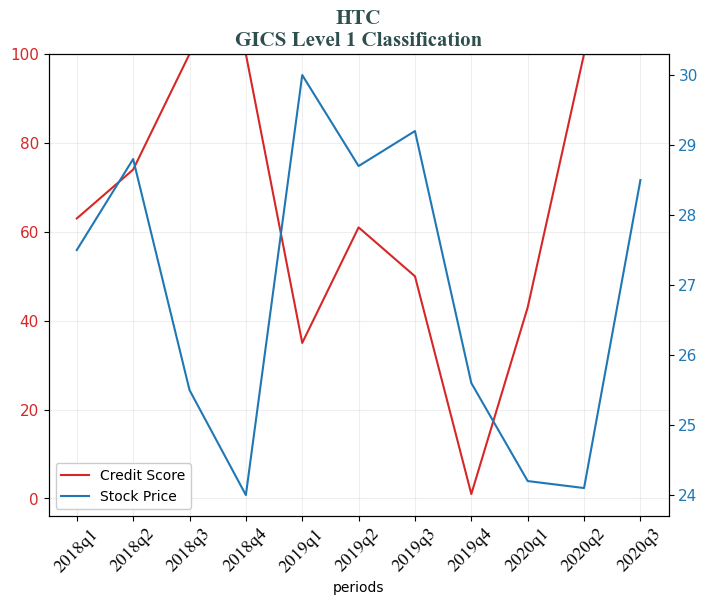 HTC
GICS Level 1 Classification
100
80
60
40
20
0
30
29
28
27
26
25
24
Credit Score
Stock Price
2018q1
2018q2
2018q3
2018q4
2019q1
2019q2
2019q3
2019q4
2020q1
2020q2
2020q3
periods